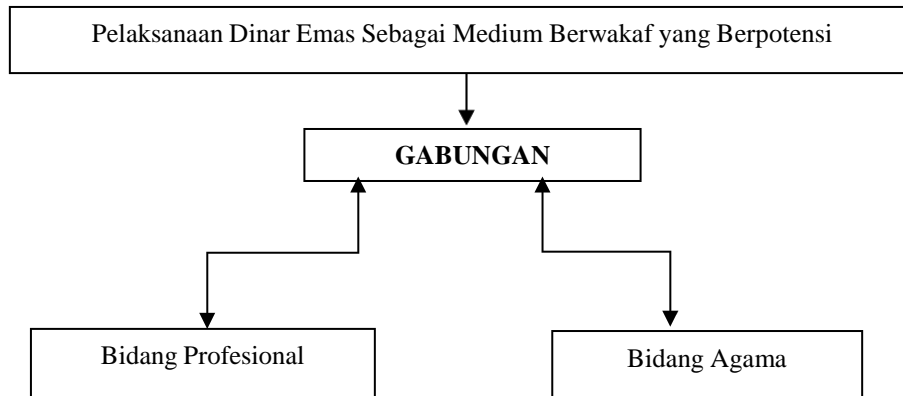 Pelaksanaan Dinar Emas Sebagai Medium Berwakaf yang Berpotensi
GABUNGAN
Bidang Profesional
Bidang Agama